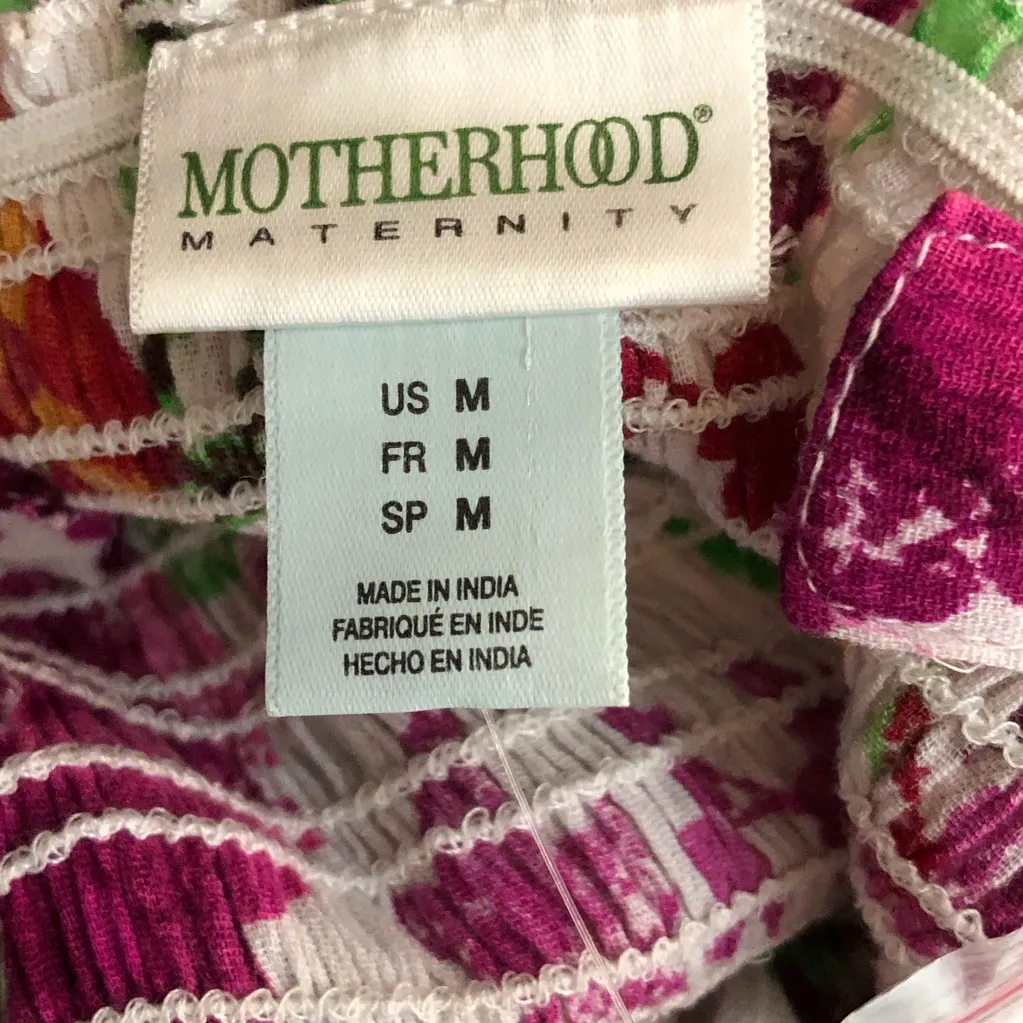 MOTHERHOOD®
MATERNITY
US M
FR M
SP M
MADE IN INDIA
FABRIQUÉ EN INDE
HECHO EN INDIA